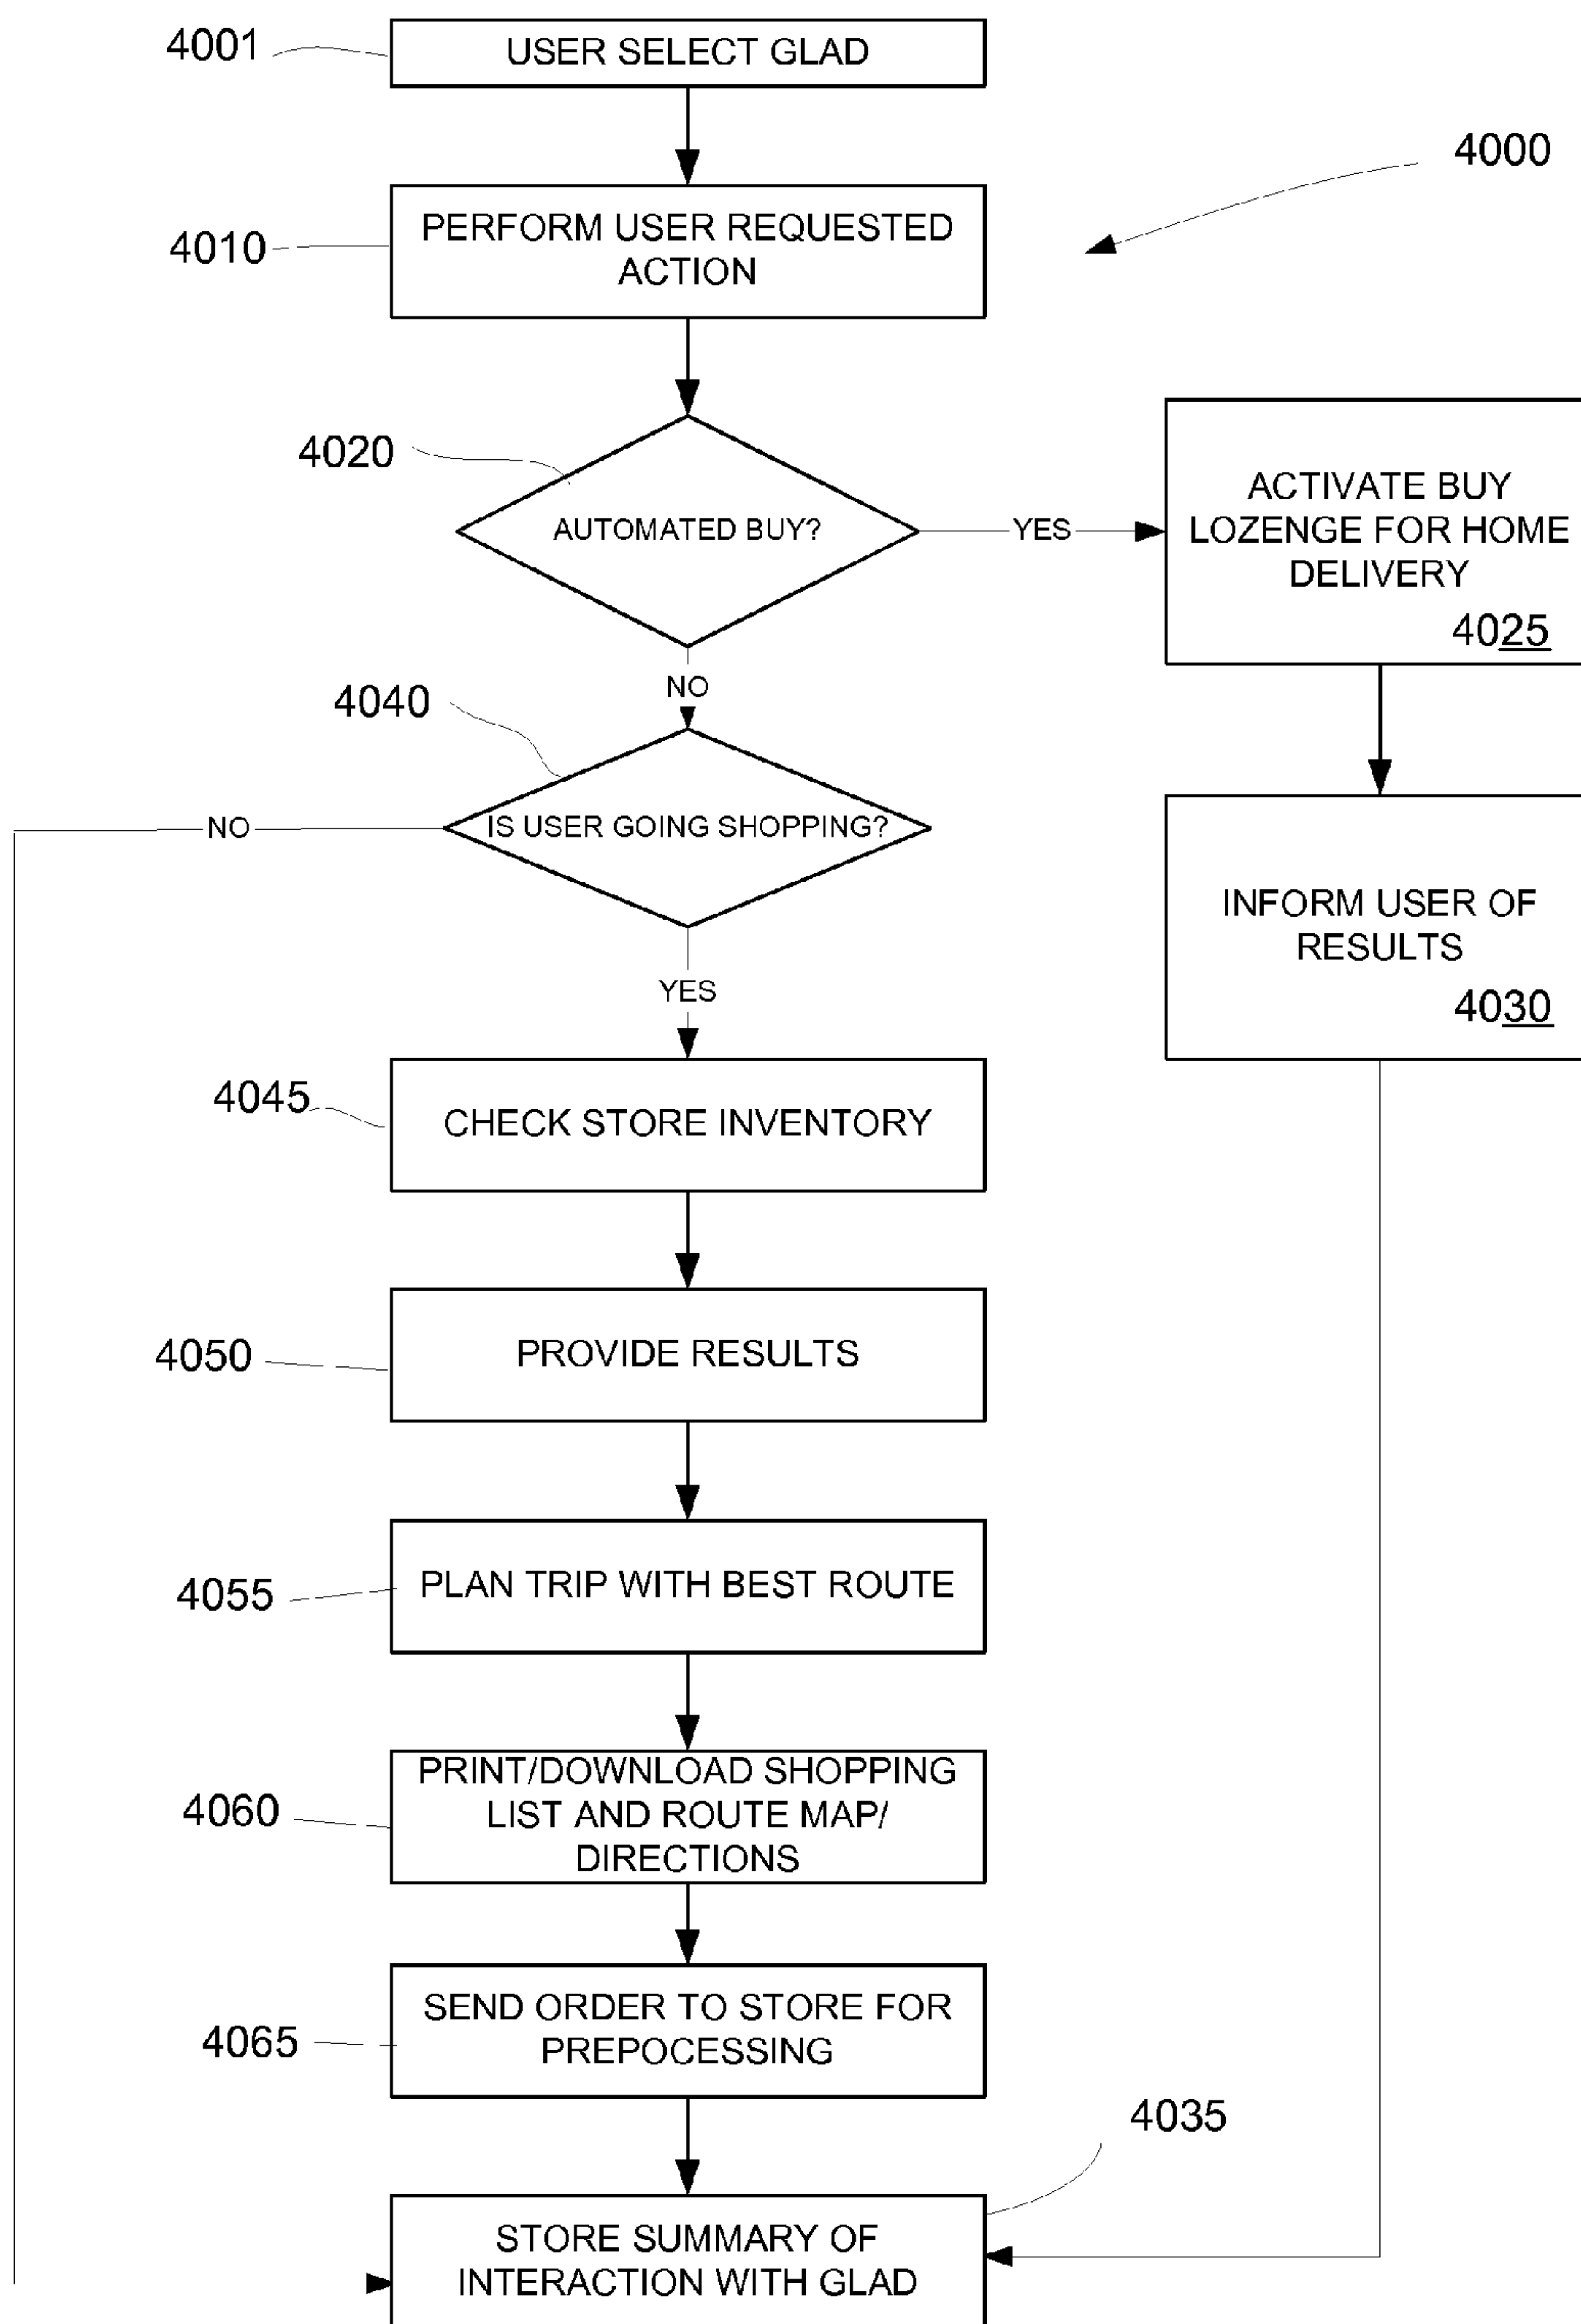 4001
USER SELECT GLAD
4000
4010
PERFORM USER REQUESTED
ACTION
4020
AUTOMATED BUY?
YES
ACTIVATE BUY
LOZENGE FOR HOME
DELIVERY
4025
NO
4040
IS USER GOING SHOPPING?
NO
INFORM USER OF
RESULTS
4030
YES
4045
CHECK STORE INVENTORY
4050
PROVIDE RESULTS
4055
PLAN TRIP WITH BEST ROUTE
4060
PRINT/DOWNLOAD SHOPPING
LIST AND ROUTE MAP/
DIRECTIONS
4065
SEND ORDER TO STORE FOR
PREPOCESSING
4035
STORE SUMMARY OF
INTERACTION WITH GLAD